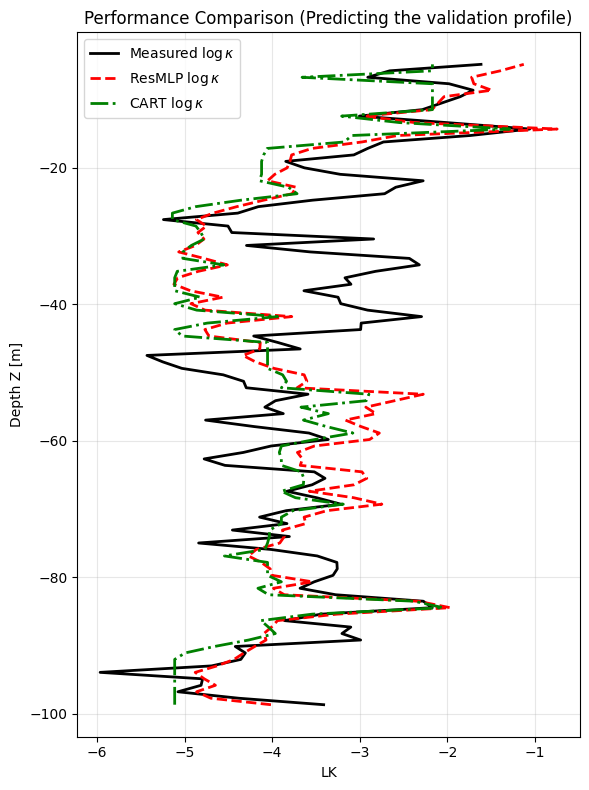 Performance Comparison (Predicting the validation profile)
Measured log κ
ResMLP log κ
CART log κ
Depth Z [m]
−20
−40
−60
−80
−100
−6
−5
−4
−3
−2
−1
LK